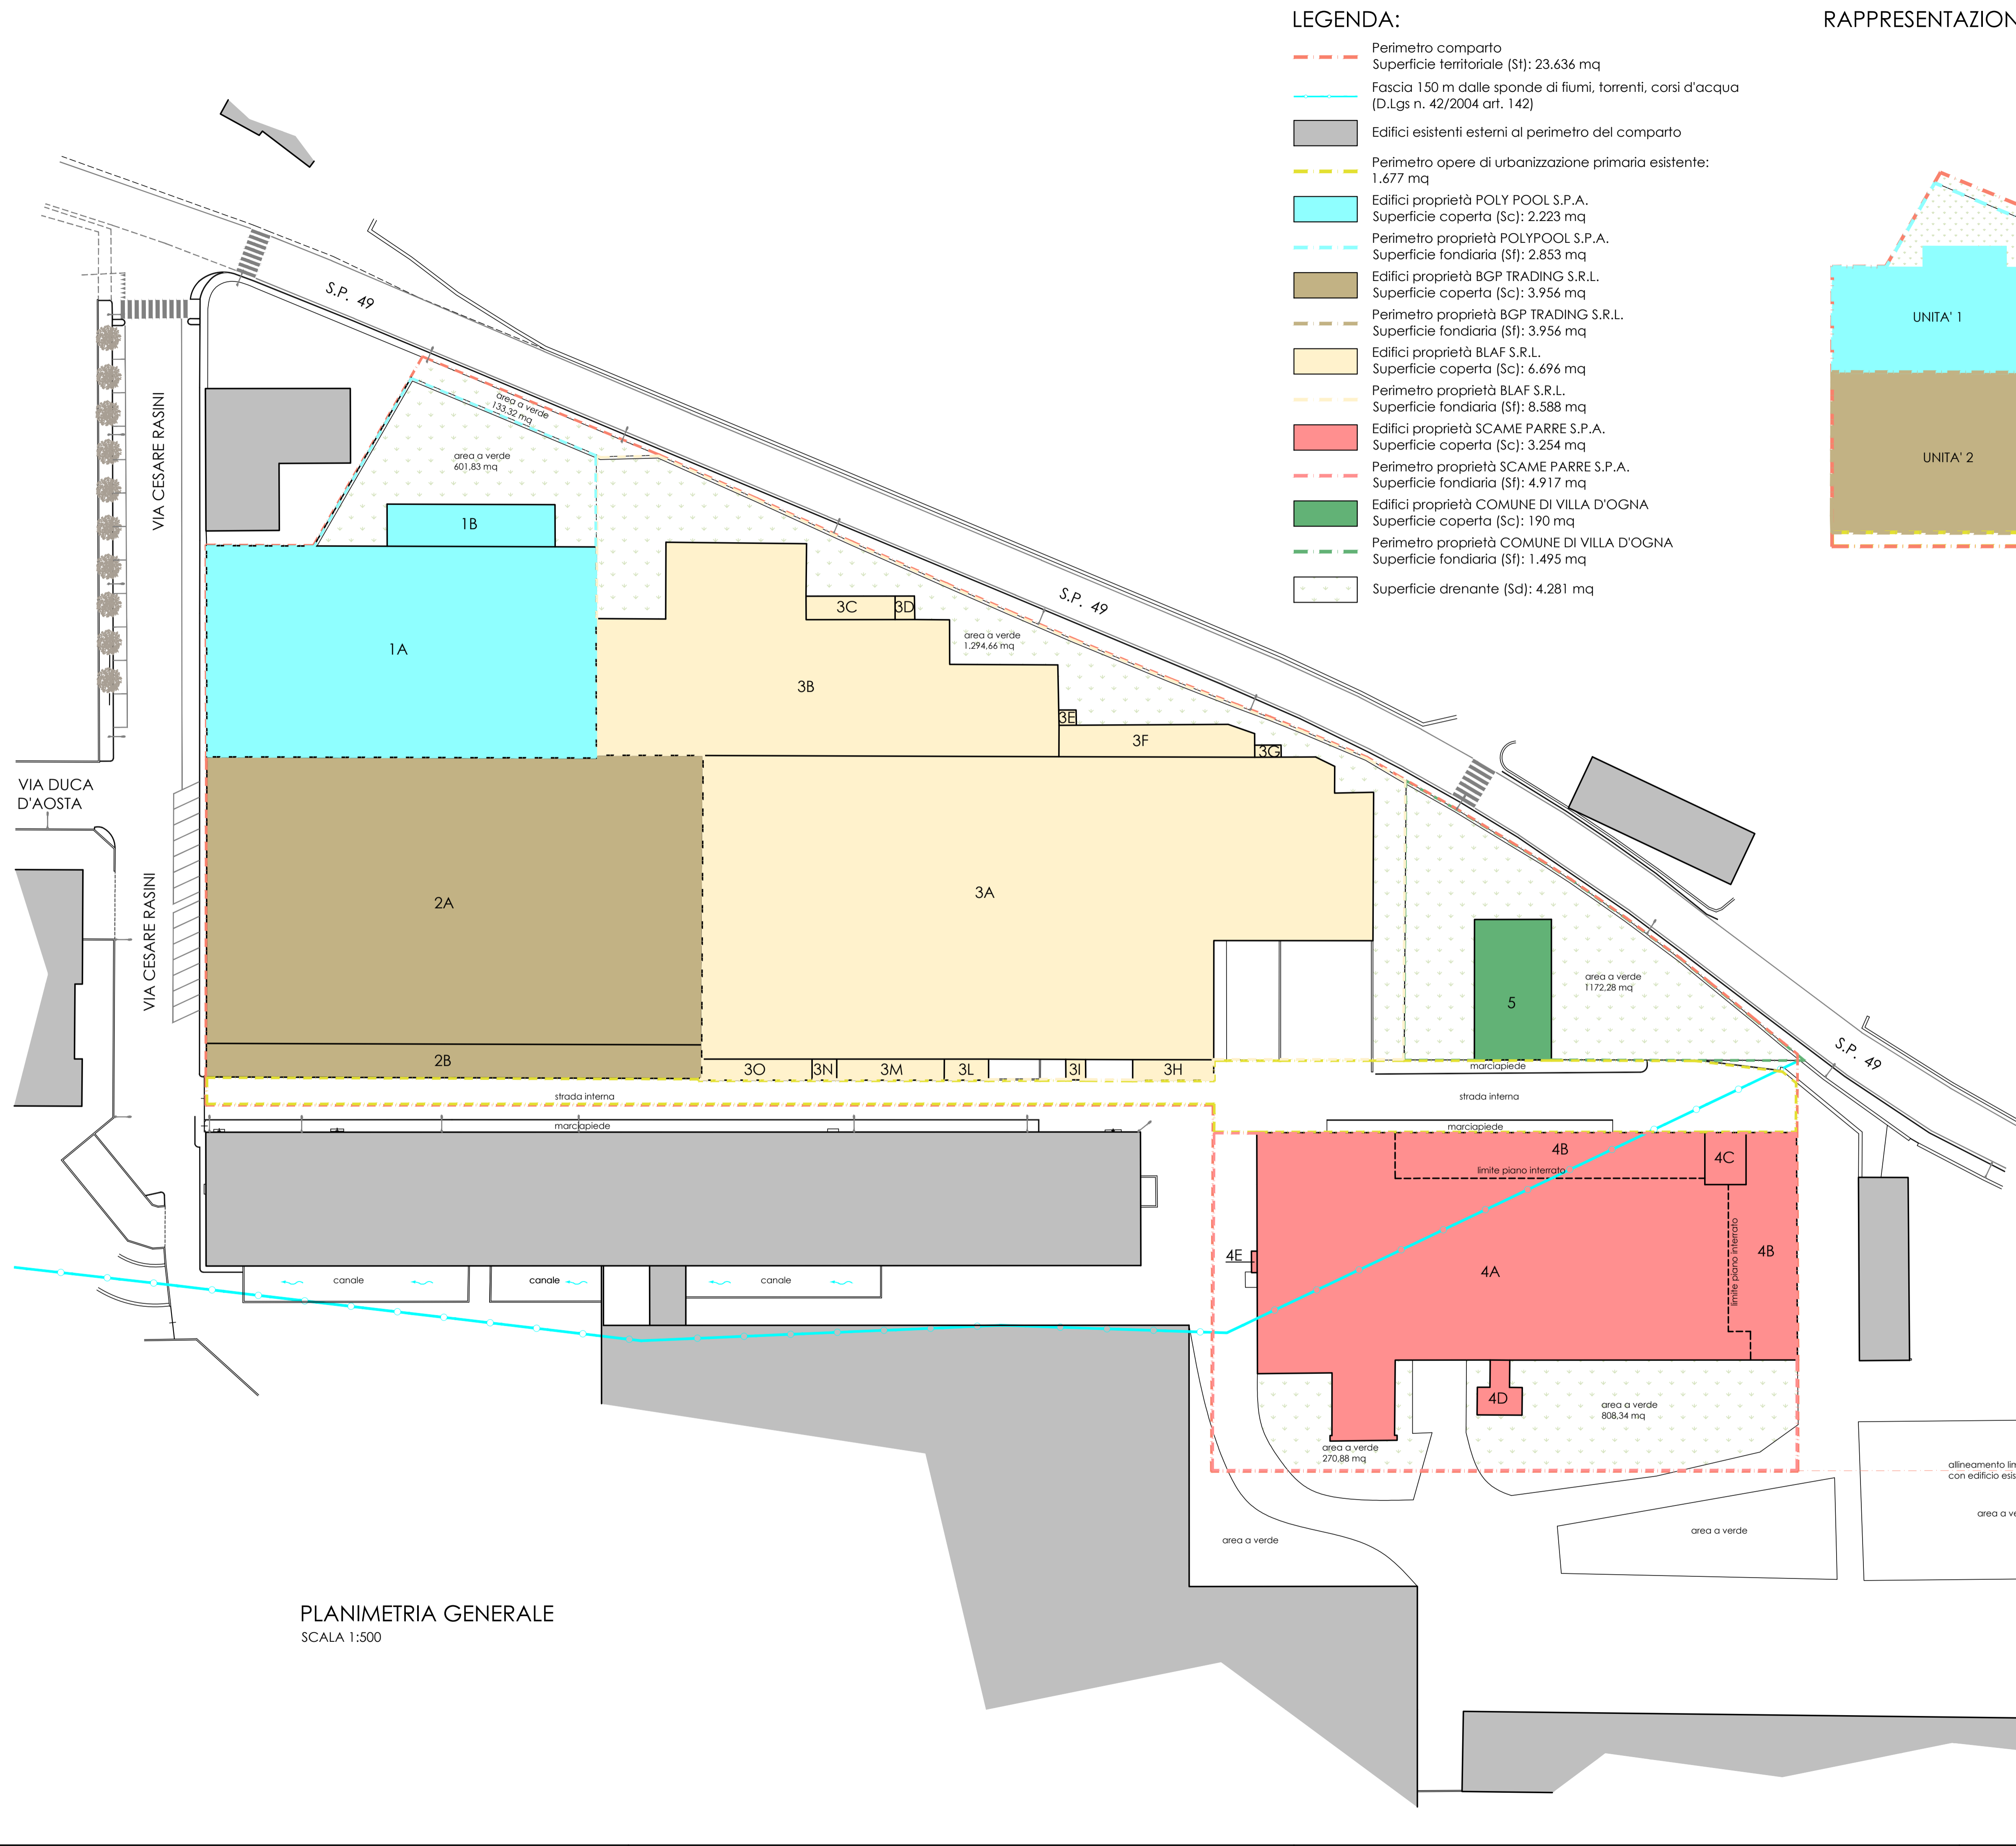 LEGENDA:
Perimetro comparto
Superficie territoriale (St): 23.636 mq
Fascia 150 m dalle sponde di fiumi, torrenti, corsi d'acqua
(D.Lgs n. 42/2004 art. 142)
Edifici esistenti esterni al perimetro del comparto
Perimetro opere di urbanizzazione primaria esistente:
1.677 mq
Edifici proprietà POLY POOL S.P.A.
Superficie coperta (Sc): 2.223 mq
Perimetro proprietà POLYPOOL S.P.A.
Superficie fondiaria (Sf): 2.853 mq
Edifici proprietà BGP TRADING S.R.L.
Superficie coperta (Sc): 3.956 mq
Perimetro proprietà BGP TRADING S.R.L.
Superficie fondiaria (Sf): 3.956 mq
Edifici proprietà BLAF S.R.L.
Superficie coperta (Sc): 6.696 mq
Perimetro proprietà BLAF S.R.L.
Superficie fondiaria (Sf): 8.588 mq
Edifici proprietà SCAME PARRE S.P.A.
Superficie coperta (Sc): 3.254 mq
Perimetro proprietà SCAME PARRE S.P.A.
Superficie fondiaria (Sf): 4.917 mq
Edifici proprietà COMUNE DI VILLA D'OGNA
Superficie coperta (Sc): 190 mq
Perimetro proprietà COMUNE DI VILLA D'OGNA
Superficie fondiaria (Sf): 1.495 mq
Superficie drenante (Sd): 4.281 mq
RAPPRESENTAZION
UNITA' 1
UNITA' 2
S.P. 49
VIA CESARE RASINI
area a verde
133,32 mq
area a verde
601,83 mq
1B
1A
S.P. 49
3C
3D
area a verde
1.294,66 mq
3B
3E
3F
3G
VIA DUCA
D'AOSTA
VIA CESARE RASINI
2A
3A
area a verde
1172,28 mq
5
2B
3O
3N
3M
3L
3I
3H
S.P. 49
marciapiede
strada interna
strada interna
marciapiede
marciapiede
4B
4C
limite piano interrato
limite piano interrato
4B
4E
4A
canale
canale
canale
4D
area a verde
808,34 mq
area a verde
270,88 mq
allineamento lim
con edificio esis
area a ve
area a verde
area a verde
PLANIMETRIA GENERALE
SCALA 1:500